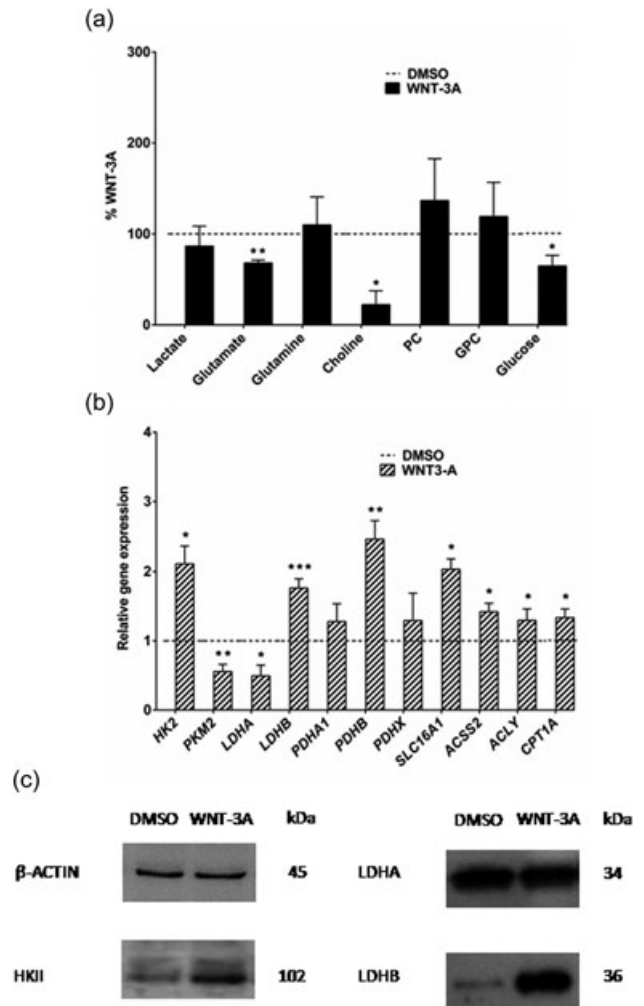 (a)
300
200
100
0
% WNT-3A
DMSO
WNT-3A
**
*
*
Lactate
Glutamate
Glutamine
Choline
PC
GPC
Glucose
(b)
4
3
2
1
0
Relative gene expression
DMSO
WNT3-A
*
**
*
***
**
*
*
*
*
HK2
PKM2
LDHA
LDHB
PDHA1
PDHB
PDHX
SLC16A1
ACSS2
ACLY
CPT1A
(c)
DMSO WNT-3A kDa
β-ACTIN 45
HKII 102
DMSO WNT-3A kDa
LDHA 34
LDHB 36